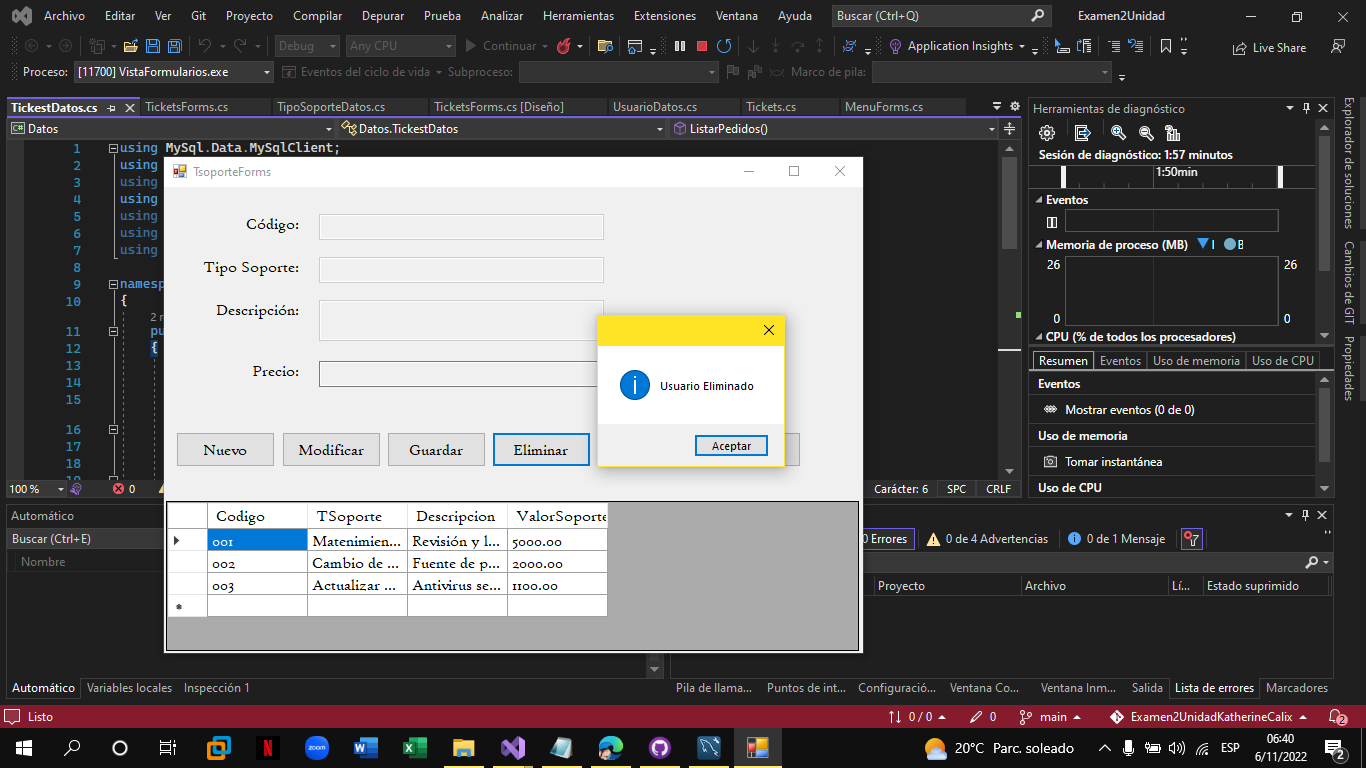 Archivo Editar Ver Git Proyecto Compilar Depurar Prueba Analizar Herramientas Extensiones Ventana Ayuda Buscar (Ctrl+Q) Examen2Unidad
Debug Any CPU Continuar Application Insights Live Share
Proceso: [11700] VistaFormularios.exe Eventos del ciclo de vida Subproceso: Marco de pila:
TickestDatos.cs TicketsForms.cs TipoSoporteDatos.cs TicketsForms.cs [Diseño] UsuarioDatos.cs Tickets.cs MenuForms.cs
Datos Datos.TickestDatos ListarPedidos()
1 using MySql.Data.MySqlClient;
2 using
3 using
4 using
5 using
6 using
7 using
8
9 namesp
10 {
2 r
11 pu
12 {
13
14
15
16
17
18
100 % 0 Carácter: 6 SPC CRLF
TsoporteForms
Código:
Tipo Soporte:
Descripción:
Precio:
Nuevo Modificar Guardar Eliminar
Usuario Eliminado
Aceptar
Codigo TSoporte Descripcion ValorSoporte
001 Matenimien... Revisión y l... 5000.00
002 Cambio de ... Fuente de p... 2000.00
003 Actualizar ... Antivirus se... 1100.00
*
Herramientas de diagnóstico
Sesión de diagnóstico: 1:57 minutos
1:50min
Eventos
Memoria de proceso (MB) I B
26 26
0 0
CPU (% de todos los procesadores)
Resumen Eventos Uso de memoria Uso de CPU
Eventos
Mostrar eventos (0 de 0)
Uso de memoria
Tomar instantánea
Uso de CPU
Explorador de soluciones
Cambios de GIT
Propiedades
Automático
Buscar (Ctrl+E)
Nombre
0 Errores 0 de 4 Advertencias 0 de 1 Mensaje
Proyecto Archivo Lí... Estado suprimido
Automático Variables locales Inspección 1
Pila de llama... Puntos de int... Configuració... Ventana Co... Ventana Inm... Salida Lista de errores Marcadores
Listo 0 / 0 0 main Examen2UnidadKatherineCalix 2
zoom 20°C Parc. soleado ESP 06:40
6/11/2022 2